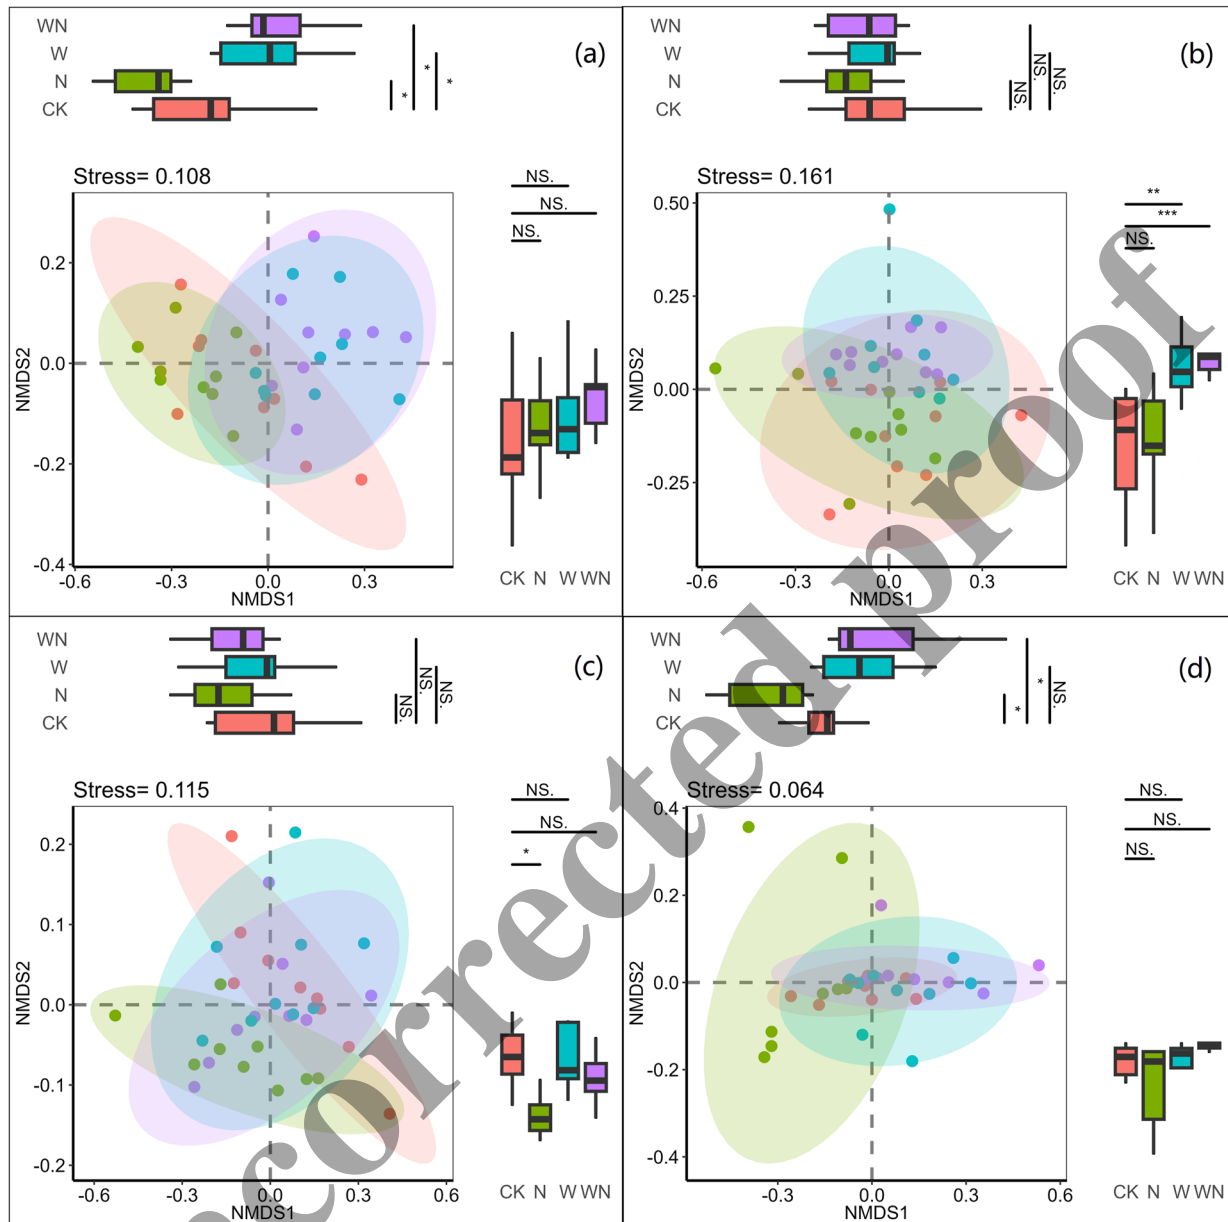 WN
W
N
CK
*
*
*
(a)
Stress= 0.108
NS.
NS.
NS.
0.2
0.0
-0.2
-0.4
NMDS2
-0.6
-0.3
0.0
0.3
NMDS1
CK N W WN
WN
W
N
CK
NS.
NS.
NS.
(b)
Stress= 0.161
**
***
NS.
0.50
0.25
0.00
-0.25
NMDS2
-0.6
-0.3
0.0
0.3
NMDS1
CK N W WN
WN
W
N
CK
NS.
NS.
NS.
(c)
Stress= 0.115
NS.
NS.
*
0.2
0.1
0.0
-0.1
-0.2
NMDS2
-0.6
-0.3
0.0
0.3
0.6
NMDS1
CK N W WN
WN
W
N
CK
*
*
NS.
(d)
Stress= 0.064
NS.
NS.
NS.
0.4
0.2
0.0
-0.2
-0.4
NMDS2
-0.3
0.0
0.3
0.6
NMDS1
CK N W WN
corrected proof